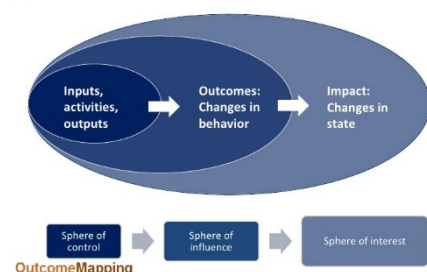 Inputs,
activities,
outputs
Outcomes:
Changes in
behavior
Impact:
Changes in
state
Sphere of
control
Sphere of
influence
Sphere of interest
OutcomeMapping